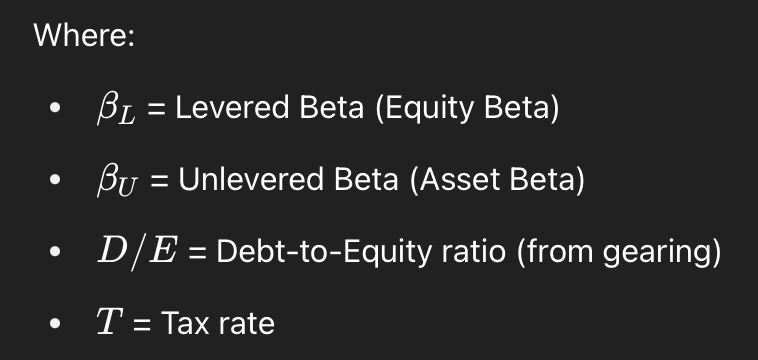 Where:
• β_L = Levered Beta (Equity Beta)
• β_U = Unlevered Beta (Asset Beta)
• D/E = Debt-to-Equity ratio (from gearing)
• T = Tax rate